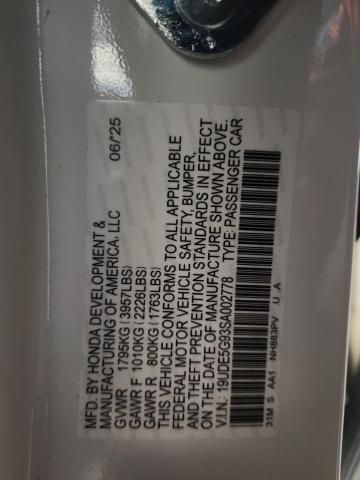 MFD. BY HONDA DEVELOPMENT & 06/25
MANUFACTURING OF AMERICA, LLC
GVWR 1795KG (3957LBS)
GAWR F 1010KG (2226LBS)
GAWR R 800KG (1763LBS)
THIS VEHICLE CONFORMS TO ALL APPLICABLE
FEDERAL MOTOR VEHICLE SAFETY, BUMPER,
AND THEFT PREVENTION STANDARDS IN EFFECT
ON THE DATE OF MANUFACTURE SHOWN ABOVE.
V.I.N.: 19UDE5G93SA002778 TYPE: PASSENGER CAR
31M S AA1 NH883PV U A